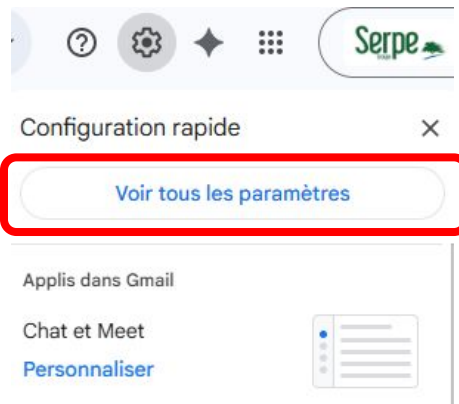 Serpe
Configuration rapide
Voir tous les paramètres
Applis dans Gmail
Chat et Meet
Personnaliser